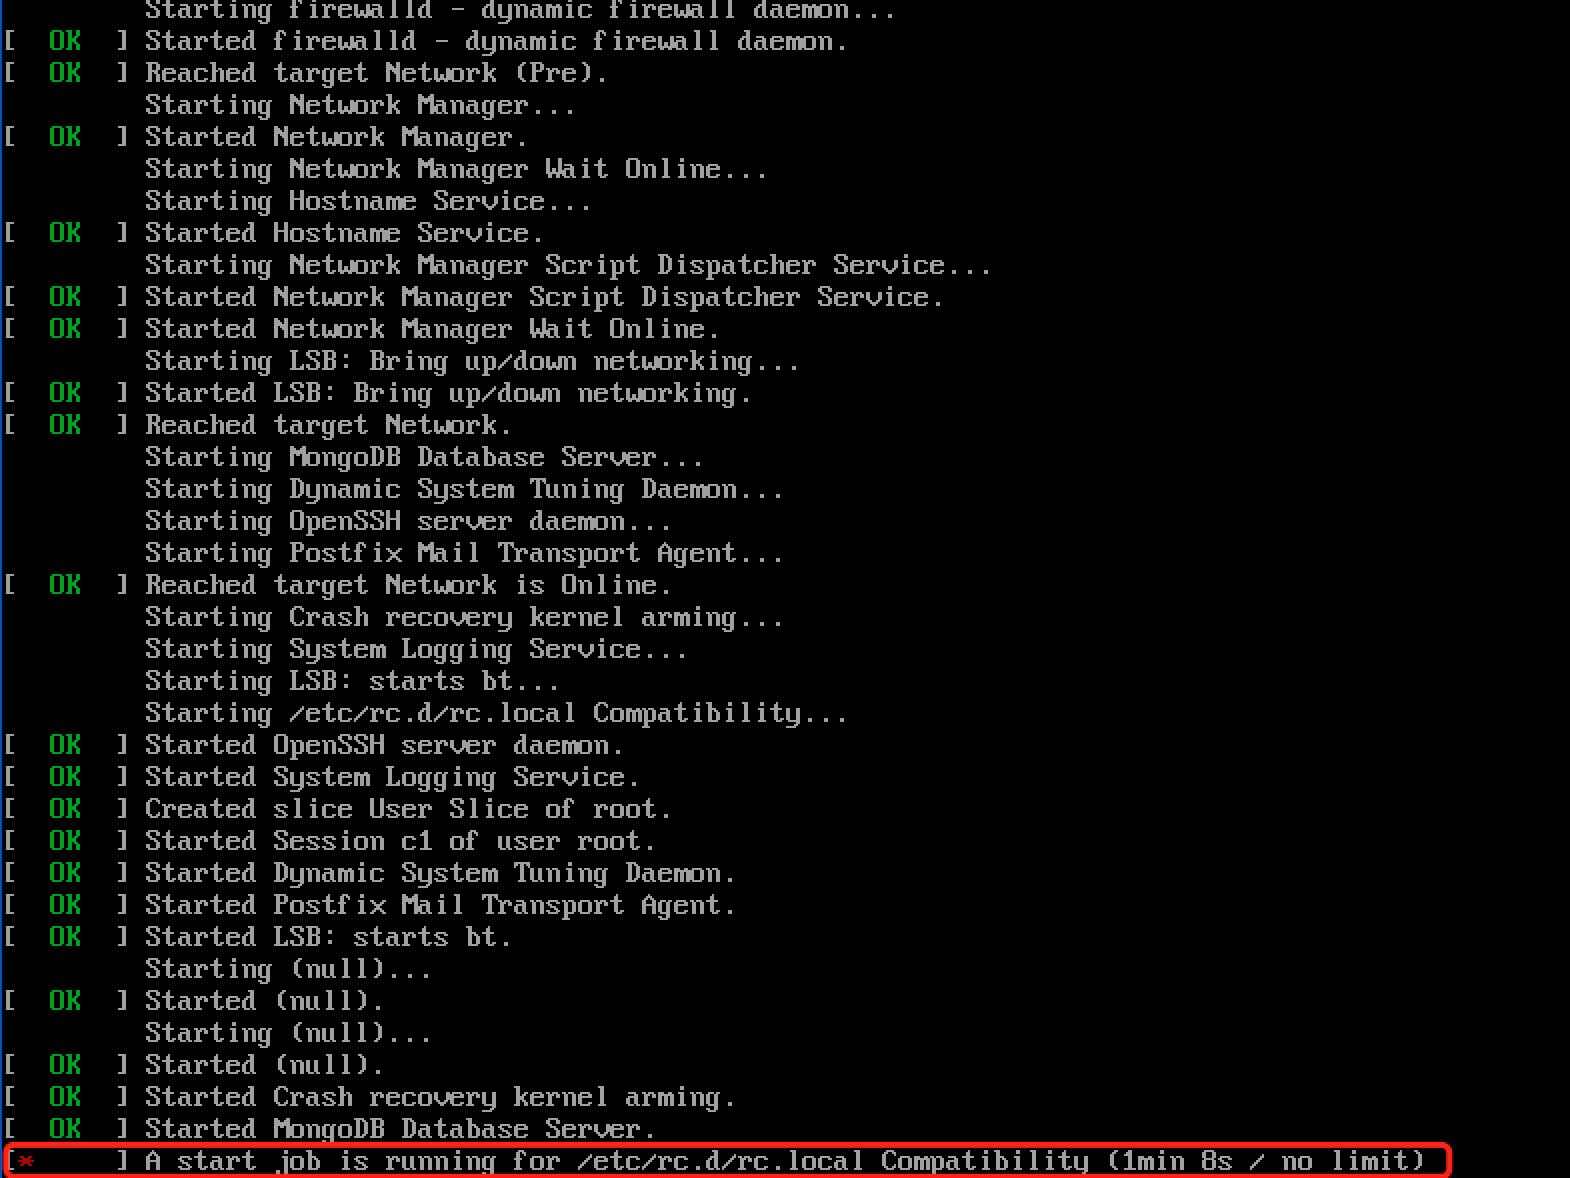 Starting firewalld - dynamic firewall daemon...
[  OK  ] Started firewalld - dynamic firewall daemon.
[  OK  ] Reached target Network (Pre).
Starting Network Manager...
[  OK  ] Started Network Manager.
Starting Network Manager Wait Online...
Starting Hostname Service...
[  OK  ] Started Hostname Service.
Starting Network Manager Script Dispatcher Service...
[  OK  ] Started Network Manager Script Dispatcher Service.
[  OK  ] Started Network Manager Wait Online.
Starting LSB: Bring up/down networking...
[  OK  ] Started LSB: Bring up/down networking.
[  OK  ] Reached target Network.
Starting MongoDB Database Server...
Starting Dynamic System Tuning Daemon...
Starting OpenSSH server daemon...
Starting Postfix Mail Transport Agent...
[  OK  ] Reached target Network is Online.
Starting Crash recovery kernel arming...
Starting System Logging Service...
Starting LSB: starts bt...
Starting /etc/rc.d/rc.local Compatibility...
[  OK  ] Started OpenSSH server daemon.
[  OK  ] Started System Logging Service.
[  OK  ] Created slice User Slice of root.
[  OK  ] Started Session c1 of user root.
[  OK  ] Started Dynamic System Tuning Daemon.
[  OK  ] Started Postfix Mail Transport Agent.
[  OK  ] Started LSB: starts bt.
Starting (null)...
[  OK  ] Started (null).
Starting (null)...
[  OK  ] Started (null).
[  OK  ] Started Crash recovery kernel arming.
[  OK  ] Started MongoDB Database Server.
[*     ] A start job is running for /etc/rc.d/rc.local Compatibility (1min 8s / no limit)